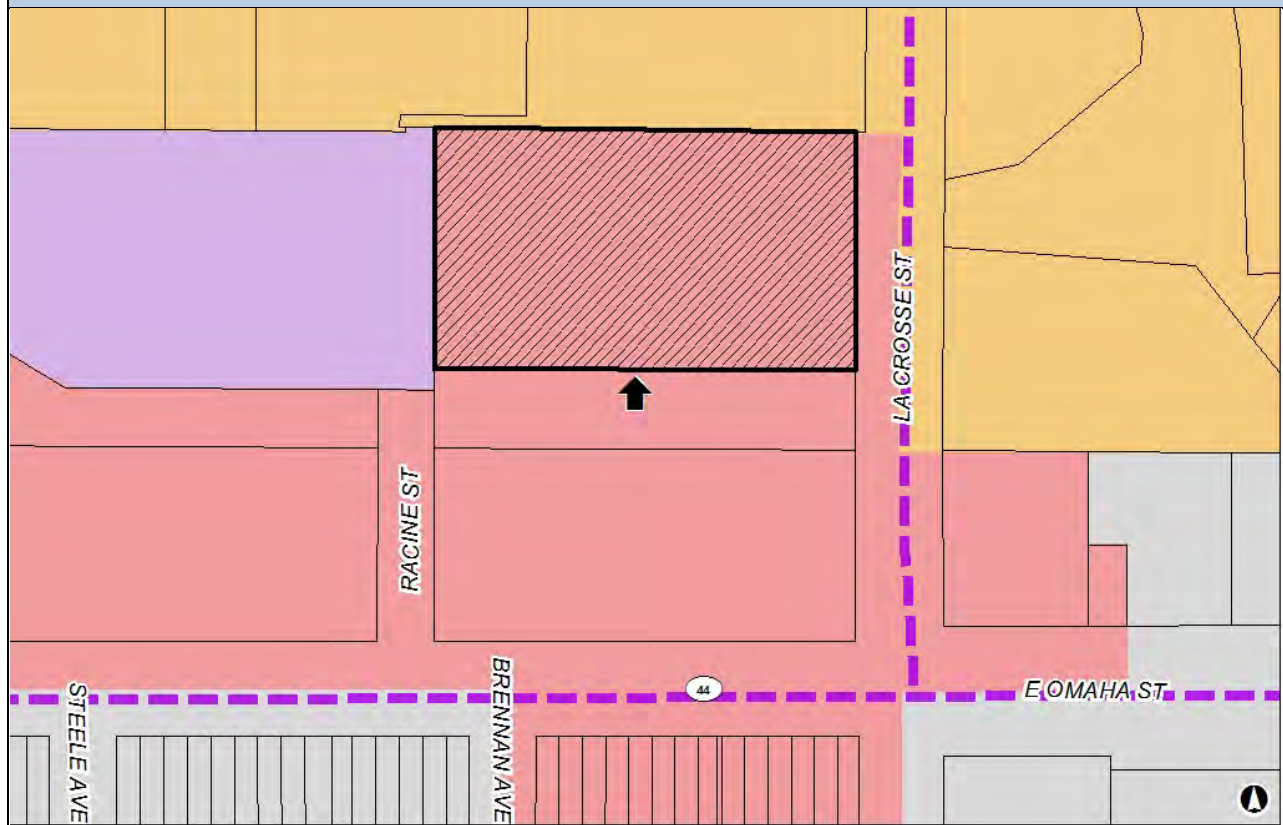 LA CROSSE ST
RACINE ST
STEELE AVE
BRENNAN AVE
44
E OMAHA ST